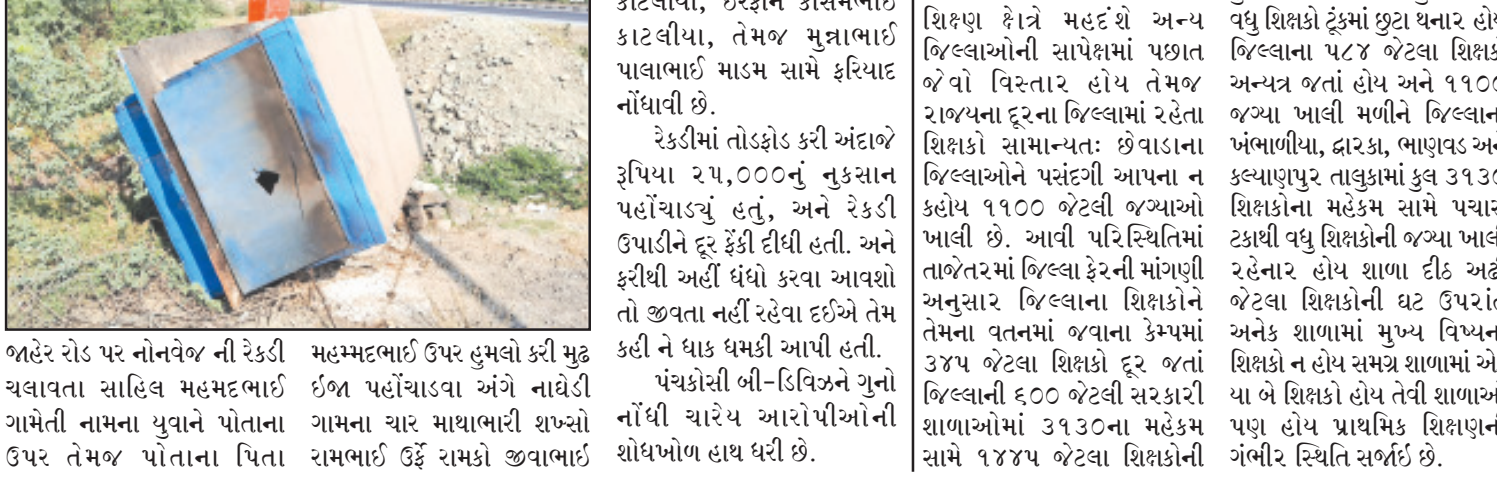 જાહેર રોડ પર નોનવેજ ની રેકડી
ચલાવતા સાહિલ મહમદભાઈ
ગામેતી નામના યુવાને પોતાના
ઉપર તેમજ પોતાના પિતા
મહમ્મદભાઈ ઉપર હુમલો કરી મુઢ
ઇજા પહોંચાડવા અંગે નાઘેડી
ગામના ચાર માથાભારી શખ્સો
રામભાઈ ઉર્ફે રામકો જીવાભાઈ
કાટલીયા, તેમજ મુન્નાભાઈ
પાલાભાઈ માડમ સામે ફરિયાદ
નોંધાવી છે.
રેકડીમાં તોડફોડ કરી અંદાજે
રૂપિયા ૨૫,૦૦૦નું નુકસાન
પહોંચાડ્યું હતું, અને રેકડી
ઉપાડીને દૂર ફેંકી દીધી હતી. અને
ફરીથી અહીં ધંધો કરવા આવશો
તો જીવતા નહીં રહેવા દઈએ તેમ
કહી ને ધાક ધમકી આપી હતી.
પંચકોસી બી-ડિવિઝને ગુનો
નોંધી ચારેય આરોપીઓની
શોધખોળ હાથ ધરી છે.
શિક્ષણ ક્ષેાત્રે મહદંશે અન્ય
જિલ્લાઓની સાપેક્ષમાં પછાત
જેવો વિસ્તાર હોય તેમજ
રાજયના દૂરના જિલ્લામાં રહેતા
શિક્ષકો સામાન્યતઃ છેવાડાના
જિલ્લાઓને પસંદગી આપના ન
કહોય ૧૧૦૦ જેટલી જગ્યાઓ
ખાલી છે. આવી પરિસ્થિતિમાં
તાજેતરમાં જિલ્લા ફેરની માંગણી
અનુસાર જિલ્લાના શિક્ષકોને
તેમના વતનમાં જવાના કેમ્પમાં
૩૪૫ જેટલા શિક્ષકો દૂર જતાં
જિલ્લાની ૬૦૦ જેટલી સરકારી
શાળાઓમાં ૩૧૩૦ના મહેકમ
સામે ૧૪૪૫ જેટલા શિક્ષકોની
વધુ શિક્ષકો ટૂંકમાં છુટા થનાર
જિલ્લાના ૫૮૪ જેટલા
અન્યત્ર જતાં હોય અને ૧૧૦૦
જગ્યા ખાલી મળીને
ખંભાળીયા, દ્વારકા, ભાણવડ
કલ્યાણપુર તાલુકામાં કુલ ૩૧૩૦
શિક્ષકોના મહેકમ સામે
ટકાથી વધુ શિક્ષકોની જગ્યા
રહેનાર હોય શાળા દીઠ
જેટલા શિક્ષકોની ઘટ
અનેક શાળામાં મુખ્ય
શિક્ષકો ન હોય સમગ્ર શાળામાં
યા બે શિક્ષકો હોય તેવી
પણ હોય પ્રાથમિક
ગંભીર સ્થિતિ સર્જાઇ છે.